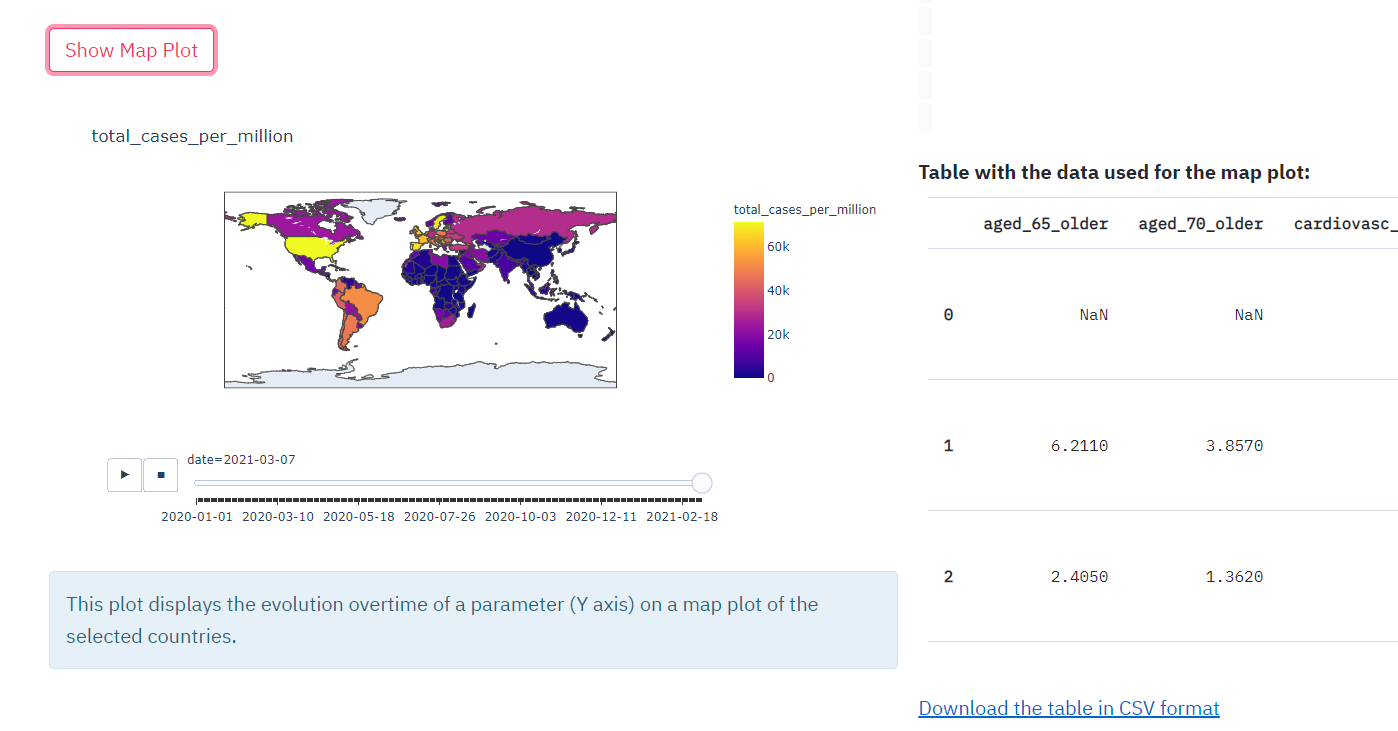 Show Map Plot
total_cases_per_million
total_cases_per_million
60k
40k
20k
0
date=2021-03-07
2020-01-01 2020-03-10 2020-05-18 2020-07-26 2020-10-03 2020-12-11 2021-02-18
This plot displays the evolution overtime of a parameter (Y axis) on a map plot of the
selected countries.
Table with the data used for the map plot:
aged_65_older aged_70_older cardiovasc_
0 NaN NaN
1 6.2110 3.8570
2 2.4050 1.3620
Download the table in CSV format